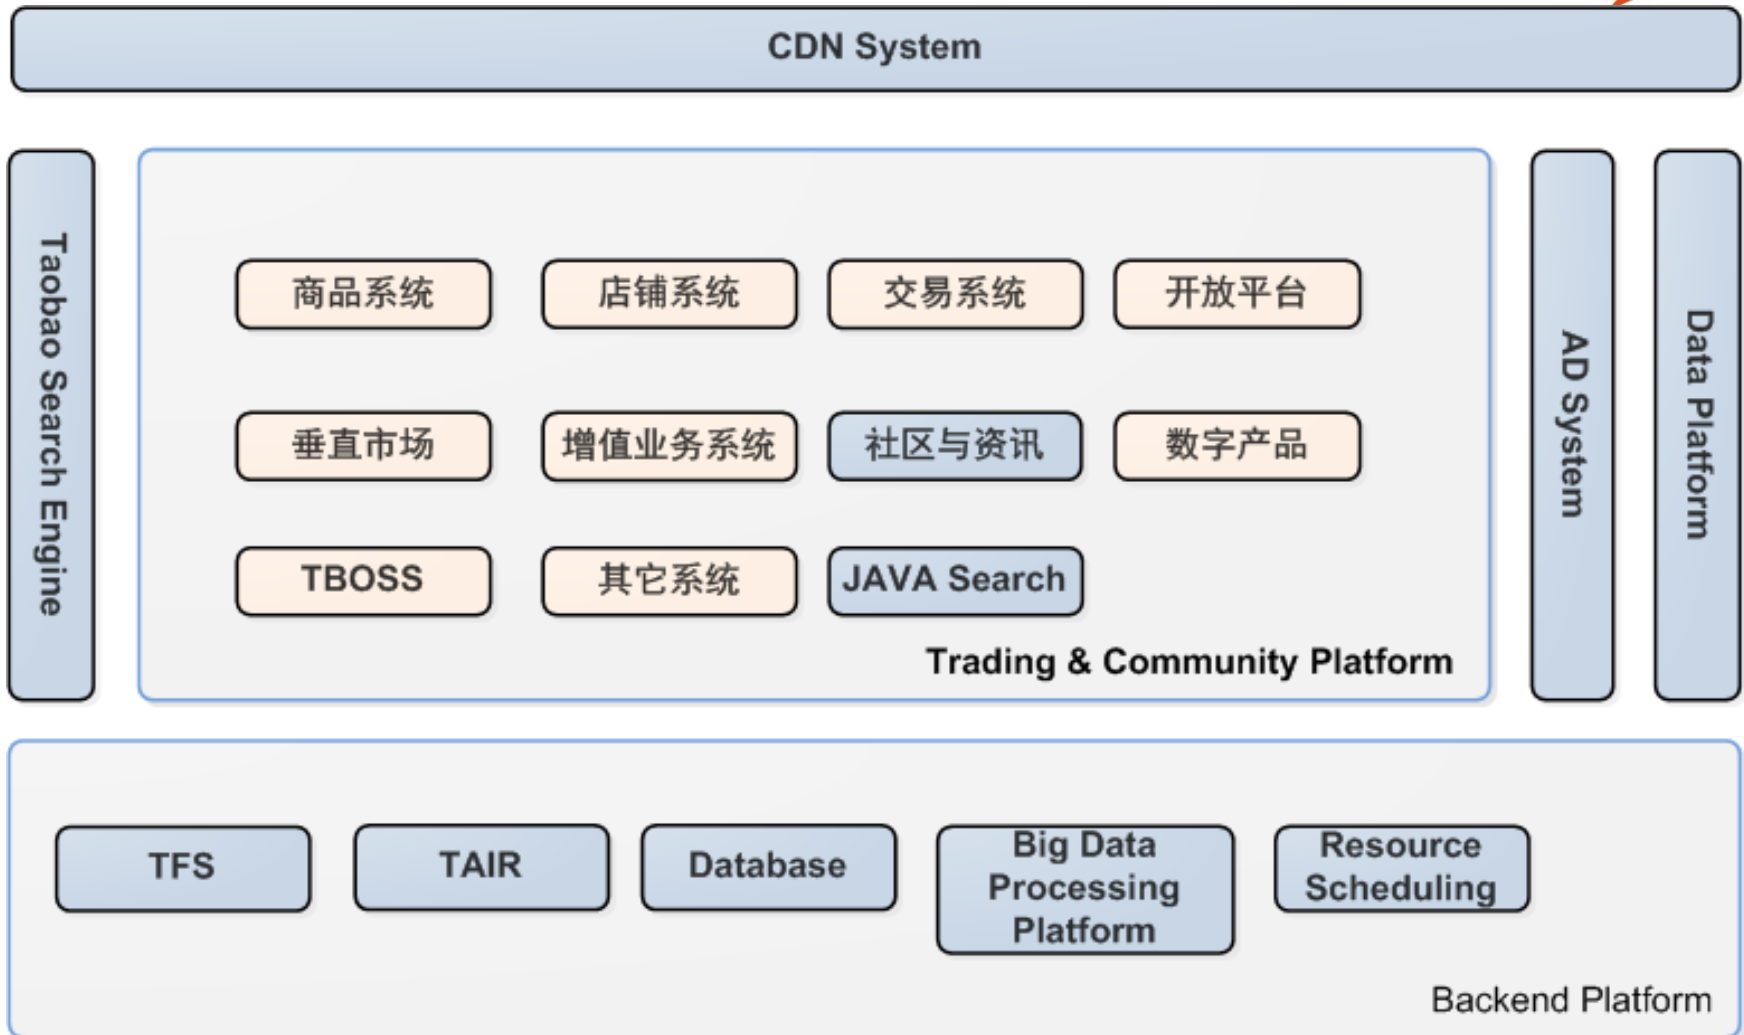 CDN System
Taobao Search Engine
商品系统
店铺系统
交易系统
开放平台
垂直市场
增值业务系统
社区与资讯
数字产品
TBOSS
其它系统
JAVA Search
Trading & Community Platform
AD System
Data Platform
TFS
TAIR
Database
Big Data
Processing
Platform
Resource
Scheduling
Backend Platform